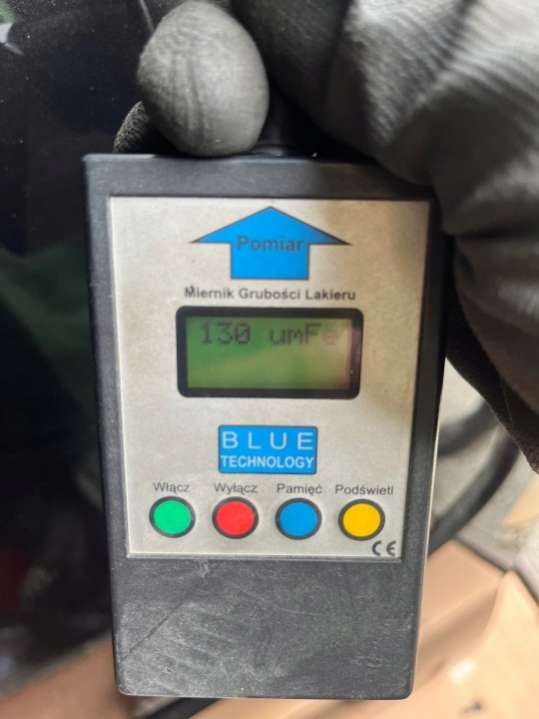 Pomiar
Miernik Grubości Lakieru
130 umFe
BLUE
TECHNOLOGY
Włącz Wyłącz Pamięć Podświetl
CE